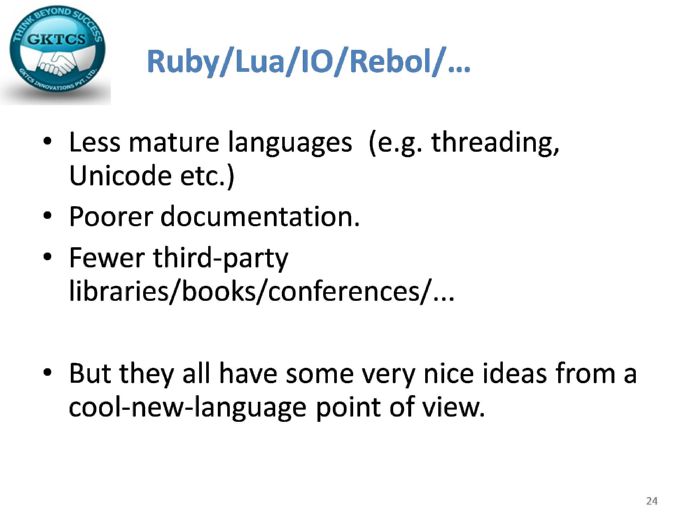 THINK BEYOND SUCCESS
GKTCS
GKTCS INNOVATIONS PVT. LTD.
Ruby/Lua/IO/Rebol/...
• Less mature languages (e.g. threading,
Unicode etc.)
• Poorer documentation.
• Fewer third-party
libraries/books/conferences/...
• But they all have some very nice ideas from a
cool-new-language point of view.
24